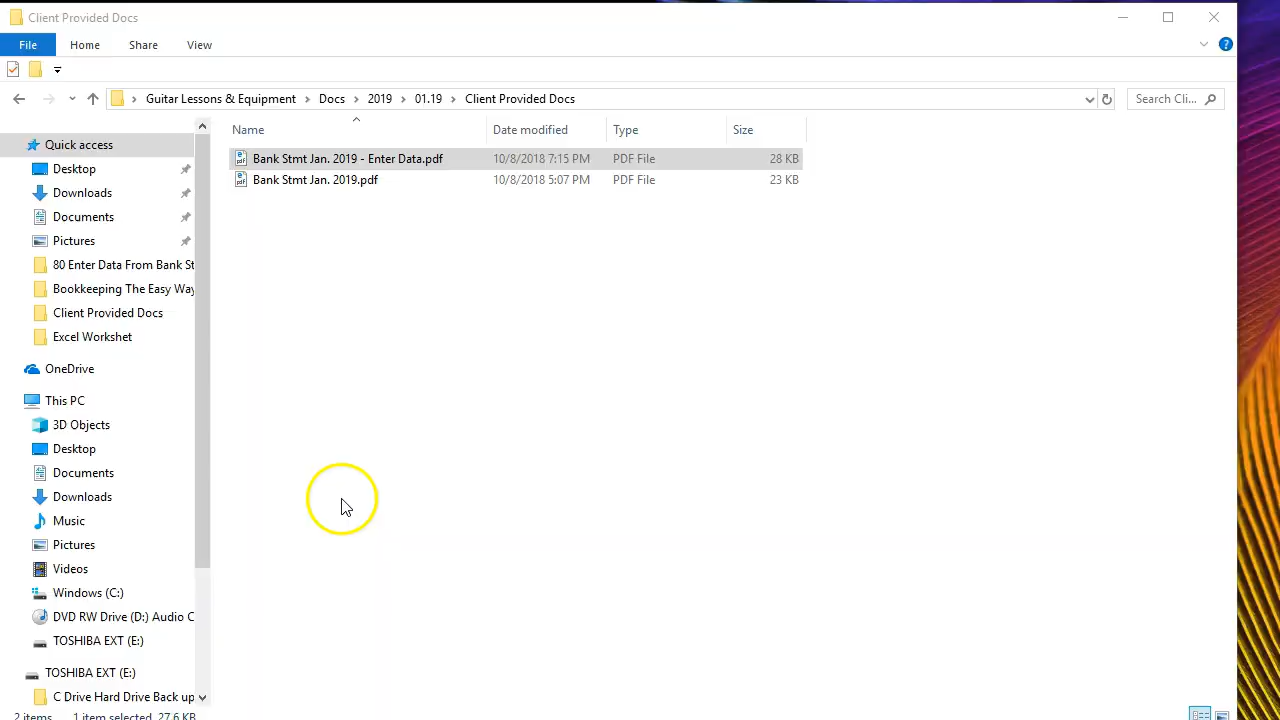 Client Provided Docs
File Home Share View
Guitar Lessons & Equipment Docs 2019 01.19 Client Provided Docs Search Cli...
Name Date modified Type Size
Quick access
Desktop
Downloads
Documents
Pictures
80 Enter Data From Bank St
Bookkeeping The Easy Way
Client Provided Docs
Excel Workshet
OneDrive
This PC
3D Objects
Desktop
Documents
Downloads
Music
Pictures
Videos
Windows (C:)
DVD RW Drive (D:) Audio C
TOSHIBA EXT (E:)
TOSHIBA EXT (E:)
C Drive Hard Drive Back up
Bank Stmt Jan. 2019 - Enter Data.pdf 10/8/2018 7:15 PM PDF File 28 KB
Bank Stmt Jan. 2019.pdf 10/8/2018 5:07 PM PDF File 23 KB
2 items 1 item selected 27.6 KB